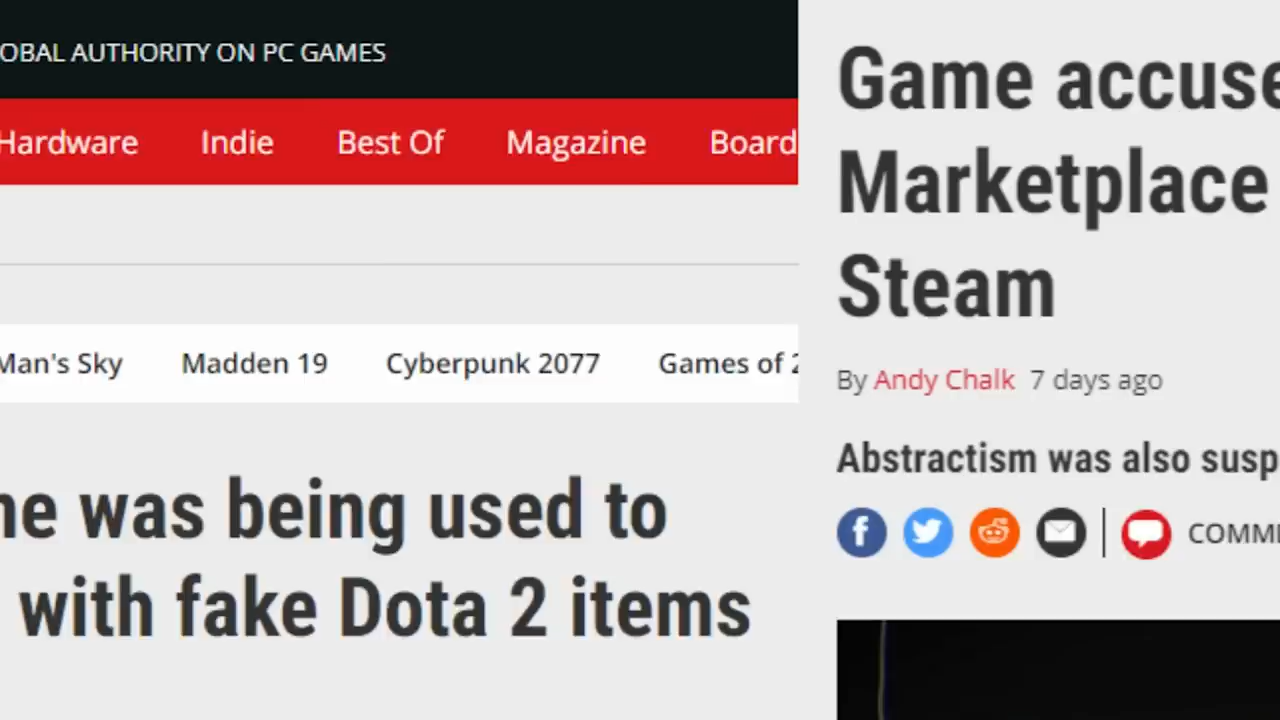 OBAL AUTHORITY ON PC GAMES
Hardware Indie Best Of Magazine Board
Man's Sky Madden 19 Cyberpunk 2077 Games of
ne was being used to
with fake Dota 2 items
Game accuse
Marketplace
Steam
By Andy Chalk 7 days ago
Abstractism was also susp
COMME